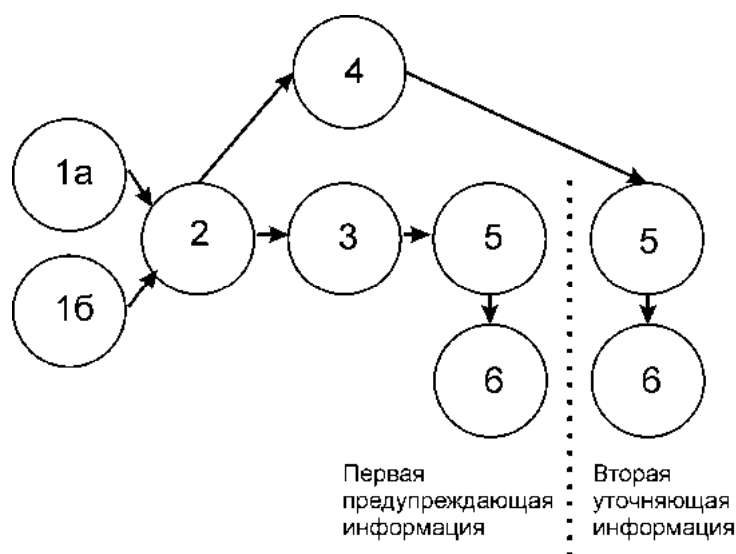 4
1а
2
3
5
5
1б
6
6
Первая
предупреждающая
информация
Вторая
уточняющая
информация